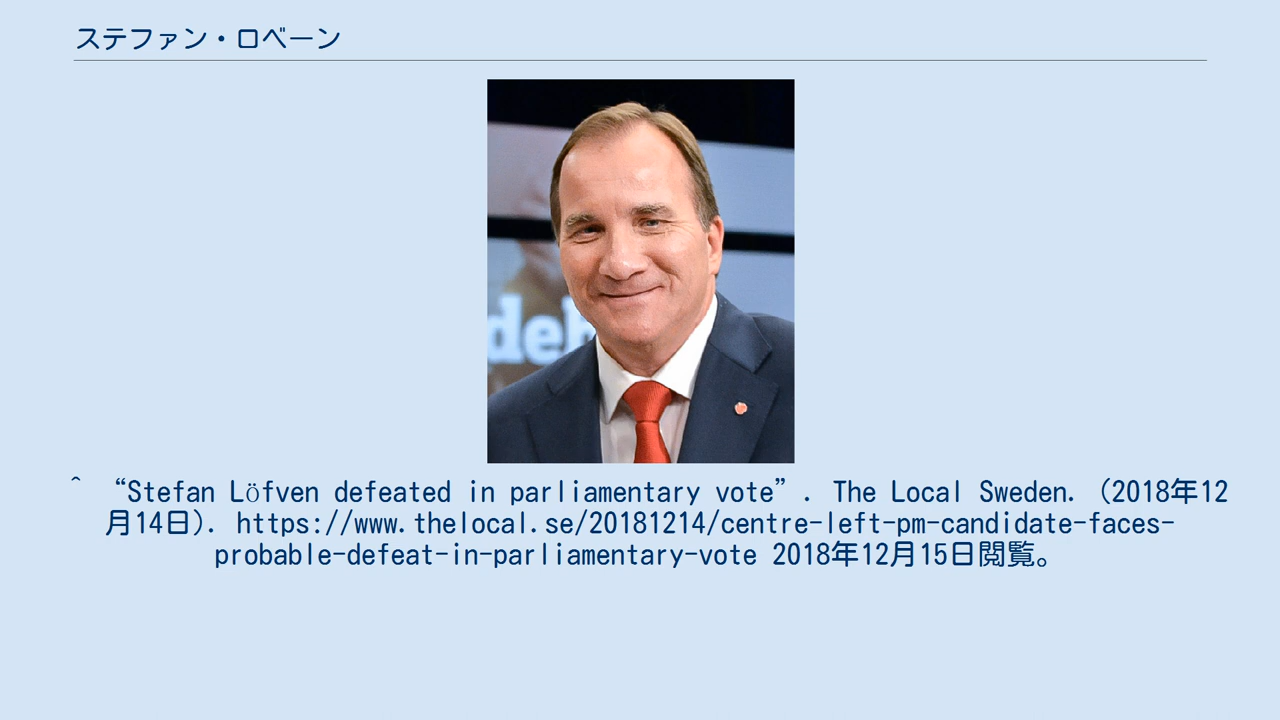 ステファン・ロベーン
deb
^ “Stefan Löfven defeated in parliamentary vote”. The Local Sweden. (2018年12
月14日). https://www.thelocal.se/20181214/centre-left-pm-candidate-faces-
probable-defeat-in-parliamentary-vote 2018年12月15日閲覧。